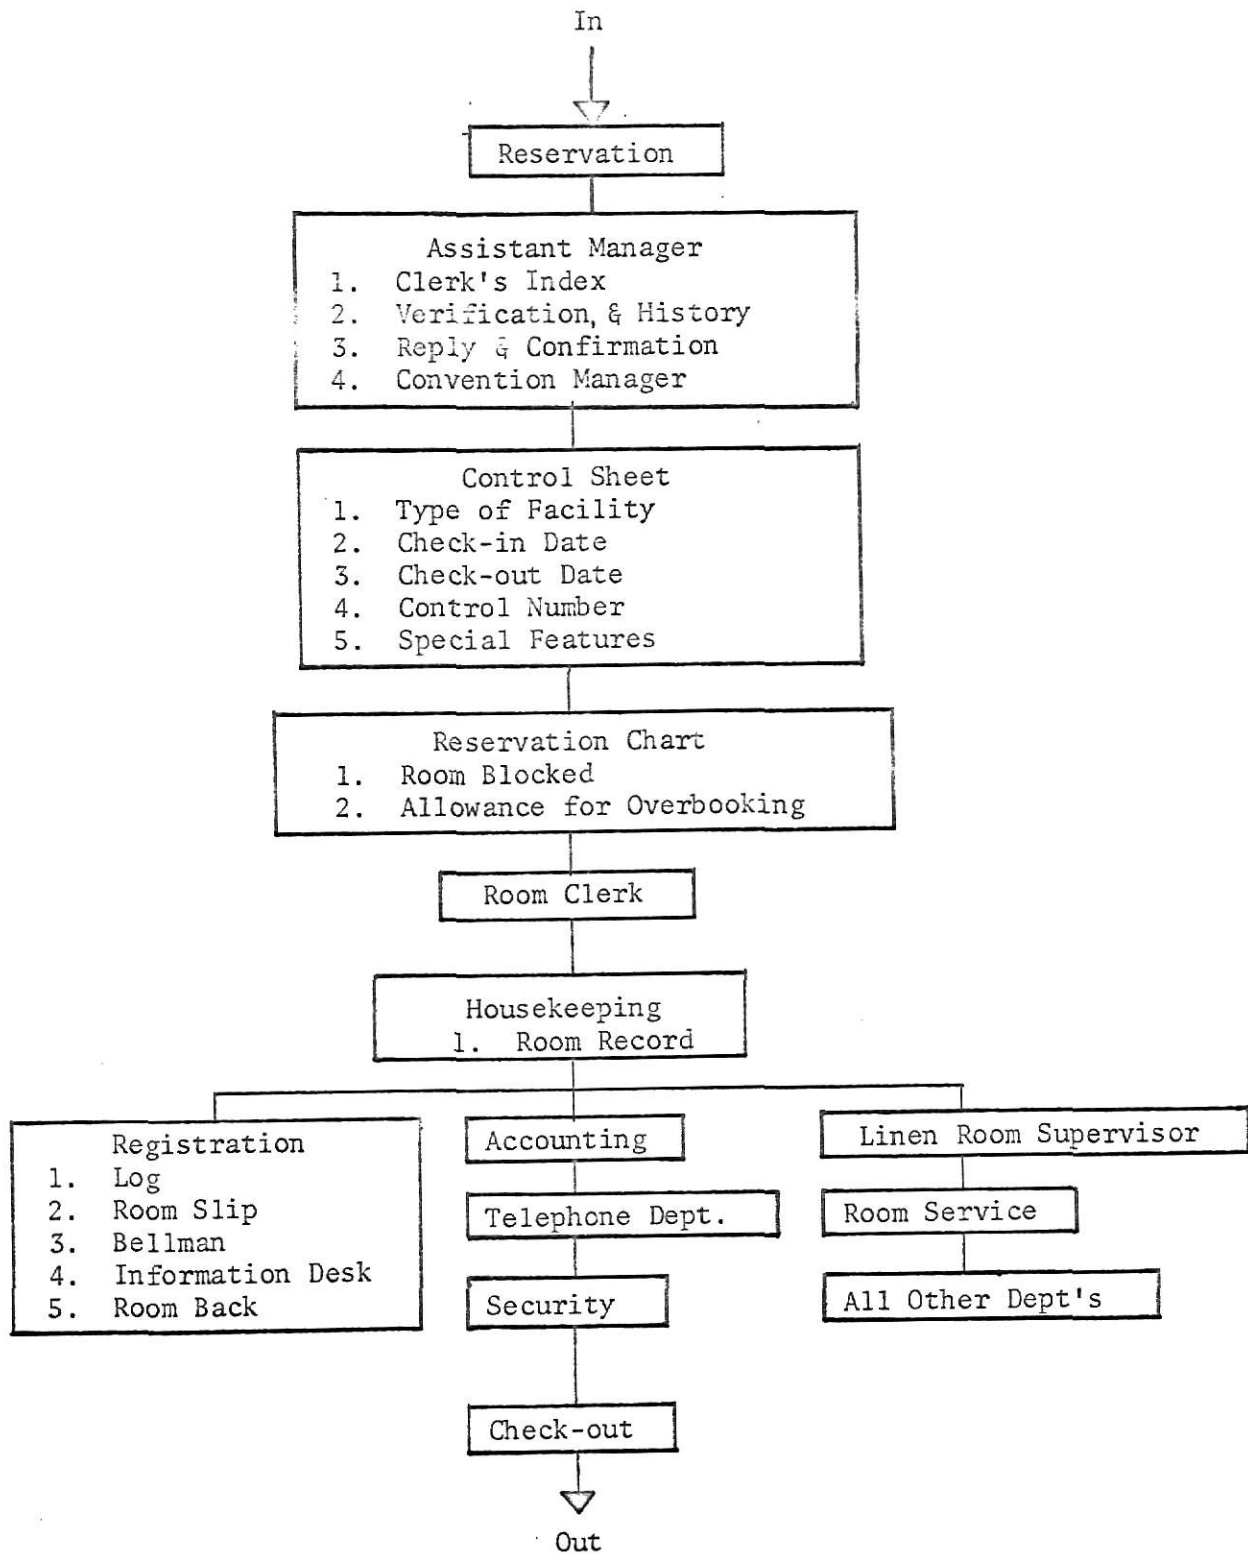 In
Reservation
Assistant Manager
1. Clerk's Index
2. Verification, & History
3. Reply & Confirmation
4. Convention Manager
Control Sheet
1. Type of Facility
2. Check-in Date
3. Check-out Date
4. Control Number
5. Special Features
Reservation Chart
1. Room Blocked
2. Allowance for Overbooking
Room Clerk
Housekeeping
1. Room Record
Registration
1. Log
2. Room Slip
3. Bellman
4. Information Desk
5. Room Back
Accounting
Telephone Dept.
Security
Check-out
Out
Linen Room Supervisor
Room Service
All Other Dept's